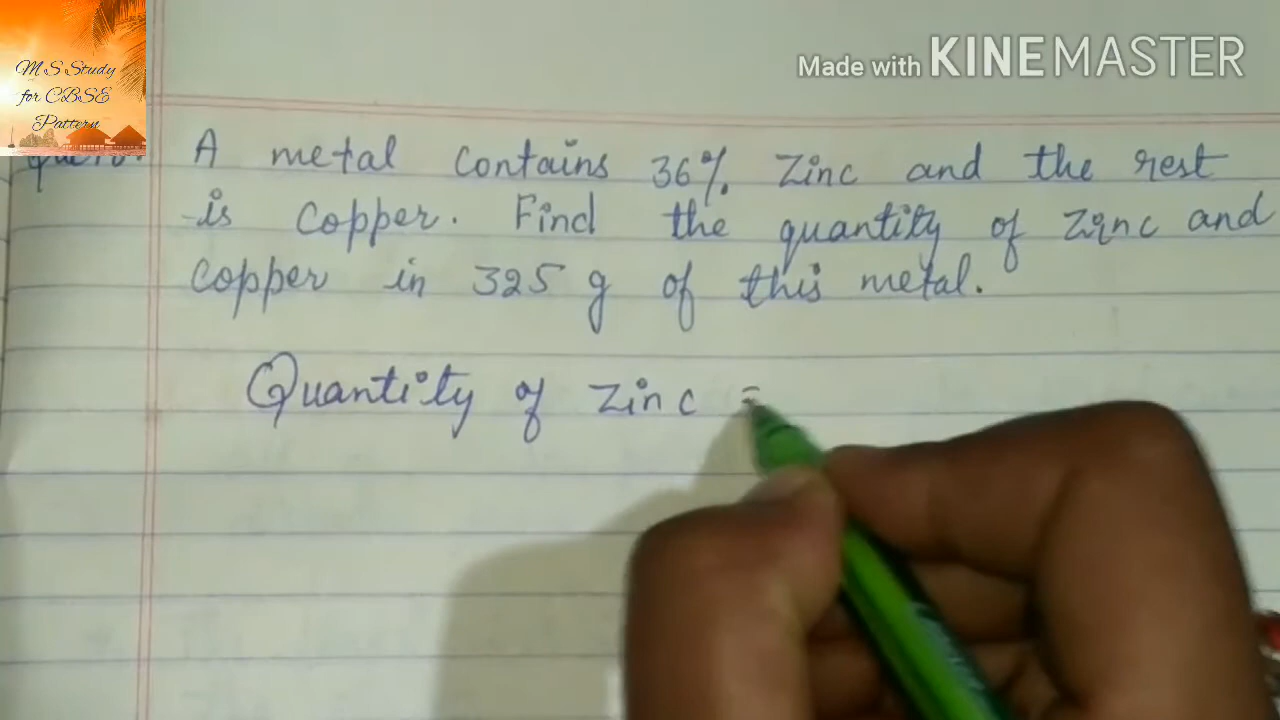 M.S Study
for CBSE
Pattern
Made with KINEMASTER
A metal contains 36% Zinc and the rest
is Copper. Find the quantity of Zinc and
Copper in 325 g of this metal.
Quantity of Zinc =